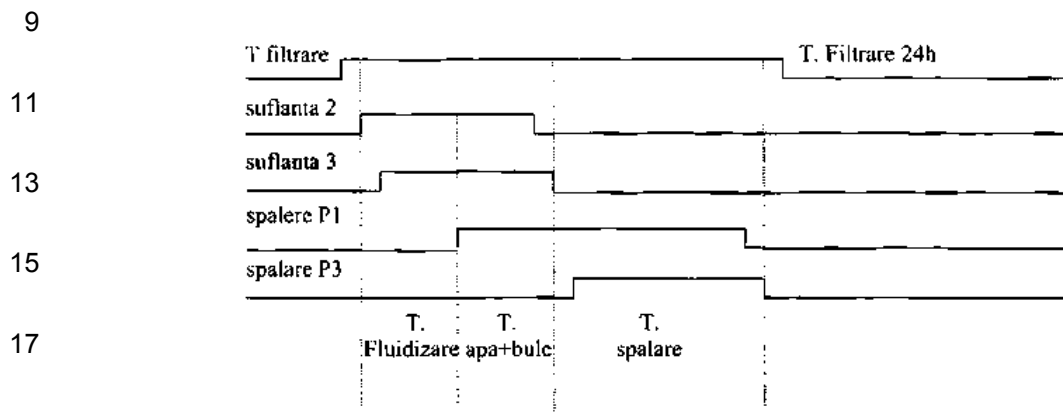 9
T filtrare T. Filtrare 24h
11
suflanta 2
suflanta 3
13
spalere P1
15
spalare P3
T. T. T.
17
Fluidizare apa+bule spalare